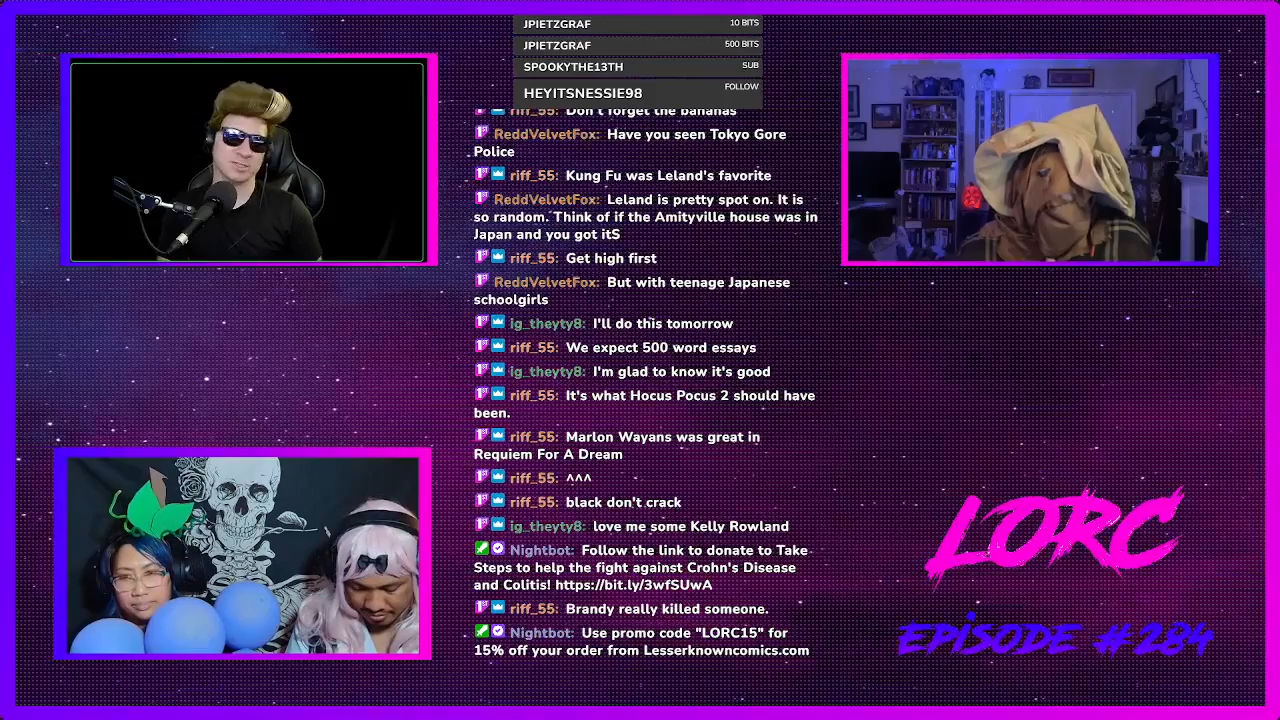 JPIETZGRAF 10 BITS
JPIETZGRAF 500 BITS
SPOOKYTHE13TH SUB
HEYITSNESSIE98 FOLLOW
riff_55: Don't forget the bananas
ReddVelvetFox: Have you seen Tokyo Gore
Police
riff_55: Kung Fu was Leland's favorite
ReddVelvetFox: Leland is pretty spot on. It is
so random. Think of if the Amityville house was in
Japan and you got itS
riff_55: Get high first
ReddVelvetFox: But with teenage Japanese
schoolgirls
ig_theyty8: I'll do this tomorrow
riff_55: We expect 500 word essays
ig_theyty8: I'm glad to know it's good
riff_55: It's what Hocus Pocus 2 should have
been.
riff_55: Marlon Wayans was great in
Requiem For A Dream
riff_55: ^^^
riff_55: black don't crack
ig_theyty8: love me some Kelly Rowland
Nightbot: Follow the link to donate to Take
Steps to help the fight against Crohn's Disease
and Colitis! https://bit.ly/3wfSUwA
riff_55: Brandy really killed someone.
Nightbot: Use promo code "LORC15" for
15% off your order from Lesserknowncomics.com
LORC
EPISODE #284